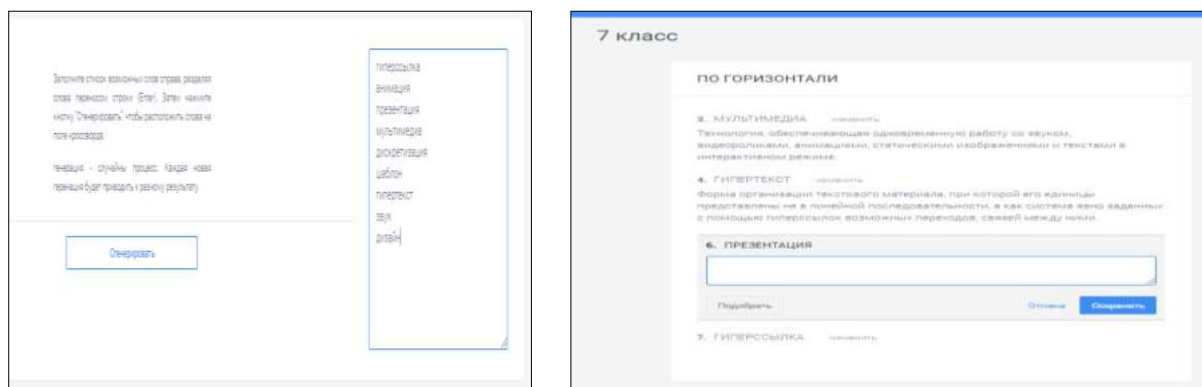 Заполните список возможных слов справа, разделяя
слова переносом строки (Enter). Затем нажмите
кнопку "Сгенерировать", чтобы расположить слова на
поле кроссворда.
генерация - случайны процесс. Каждая новая
генерация будет приводить к разному результату.
Сгенерировать
гиперссылка
анимация
презентация
мультимедиа
дискретизация
шаблон
гипертекст
звук
дизайн
7 класс
ПО ГОРИЗОНТАЛИ
3. МУЛЬТИМЕДИА изменить
Технология, обеспечивающая одновременную работу со звуком,
видеороликами, анимациями, статическими изображениями и текстами в
интерактивном режиме.
4. ГИПЕРТЕКСТ изменить
Форма организации текстового материала, при которой его единицы
представлены не в линейной последовательности, а как система явно заданных
с помощью гиперссылок возможных переходов, связей между ними.
6. ПРЕЗЕНТАЦИЯ
Подобрать Отмена Сохранить
7. ГИПЕРССЫЛКА изменить